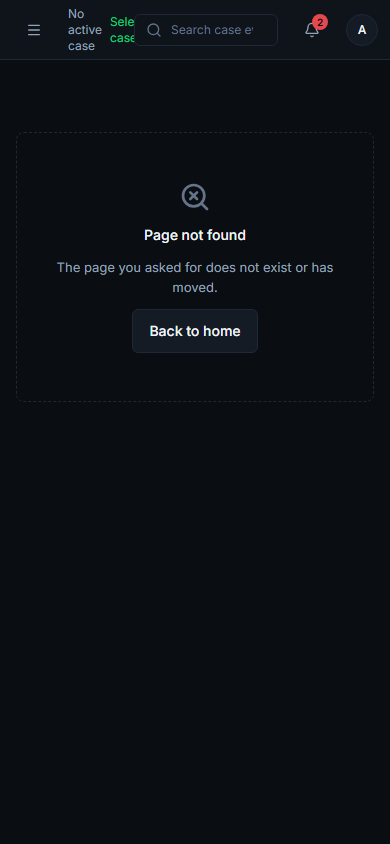 No
active
case
Sele
case
Search case e
2
A
Page not found
The page you asked for does not exist or has
moved.
Back to home